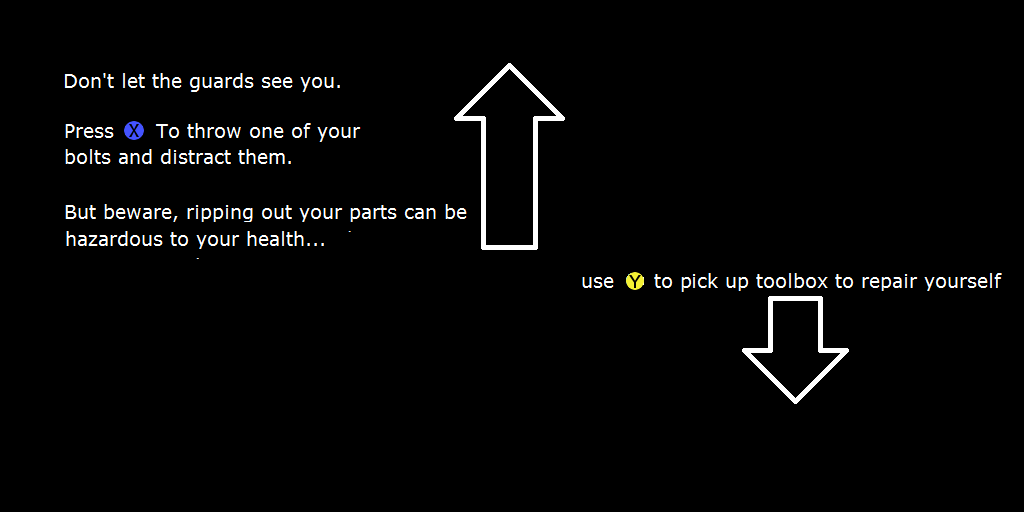 Don't let the guards see you.
Press X To throw one of your
bolts and distract them.
But beware, ripping out your parts can be
hazardous to your health...
use Y to pick up toolbox to repair yourself